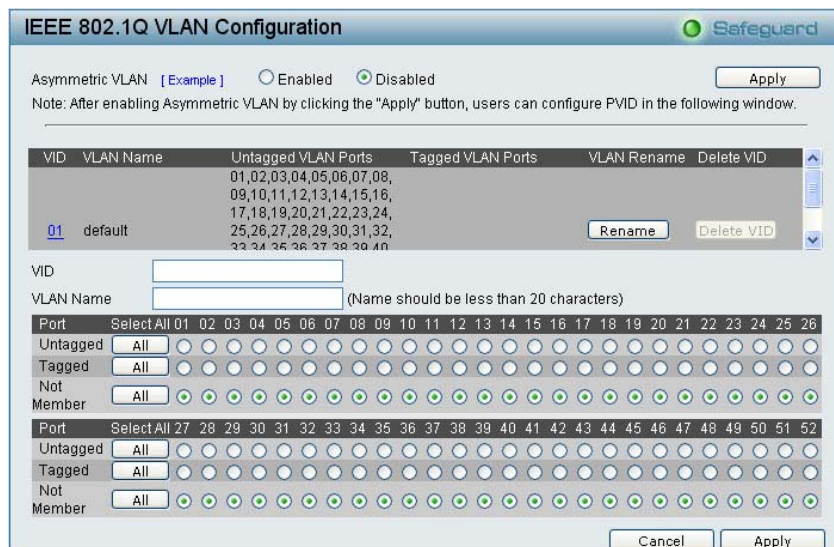 IEEE 802.1Q VLAN Configuration
Safeguard
Asymmetric VLAN [ Example ] Enabled Disabled Apply
Note: After enabling Asymmetric VLAN by clicking the "Apply" button, users can configure PVID in the following window.
VID VLAN Name Untagged VLAN Ports Tagged VLAN Ports VLAN Rename Delete VID
01,02,03,04,05,06,07,08,
09,10,11,12,13,14,15,16,
17,18,19,20,21,22,23,24,
01 default 25,26,27,28,29,30,31,32, Rename Delete VID
33,34,35,36,37,38,39,40,
VID
VLAN Name (Name should be less than 20 characters)
Port Select All 01 02 03 04 05 06 07 08 09 10 11 12 13 14 15 16 17 18 19 20 21 22 23 24 25 26
Untagged All
Tagged All
Not
Member All
Port Select All 27 28 29 30 31 32 33 34 35 36 37 38 39 40 41 42 43 44 45 46 47 48 49 50 51 52
Untagged All
Tagged All
Not
Member All
Cancel Apply